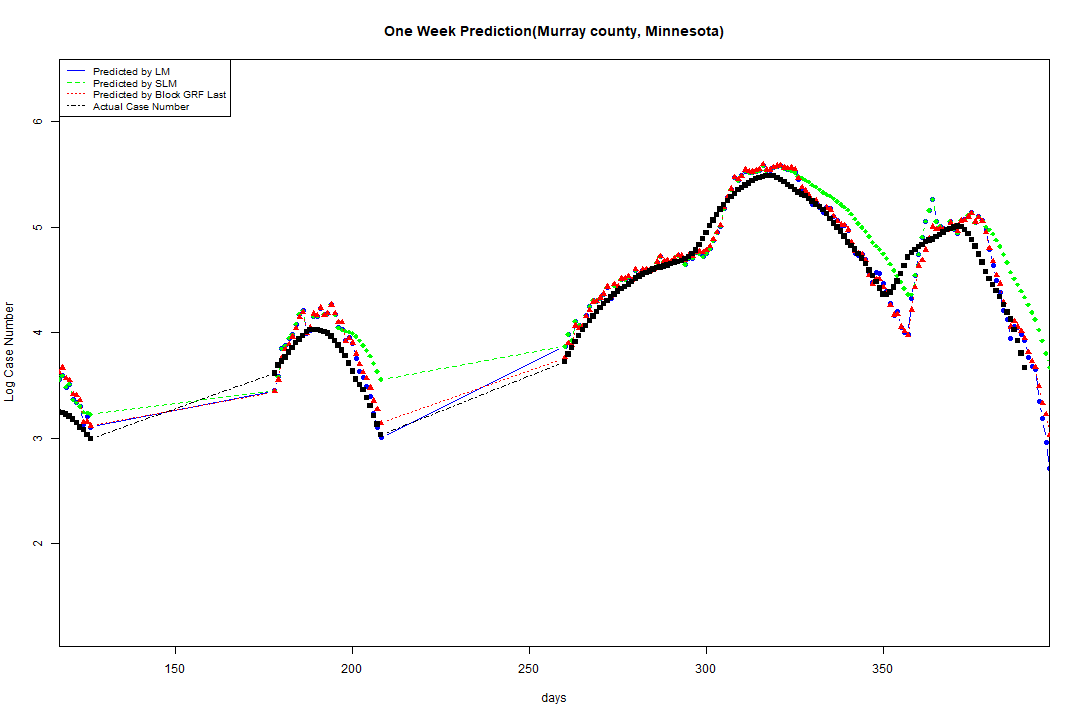 One Week Prediction(Murray county, Minnesota)
Predicted by LM
Predicted by SLM
Predicted by Block GRF Last
Actual Case Number
Log Case Number
6
5
4
3
2
150
200
250
300
350
days